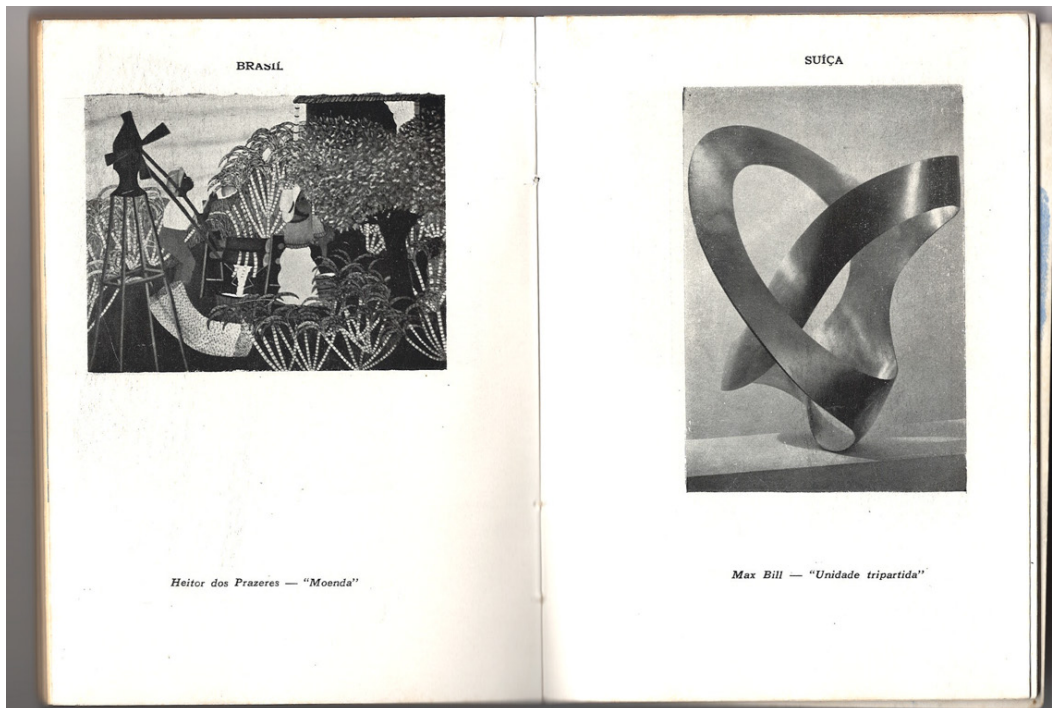 BRASIL
Heitor dos Prazeres — “Moenda”
SUÍÇA
Max Bill — “Unidade tripartida”